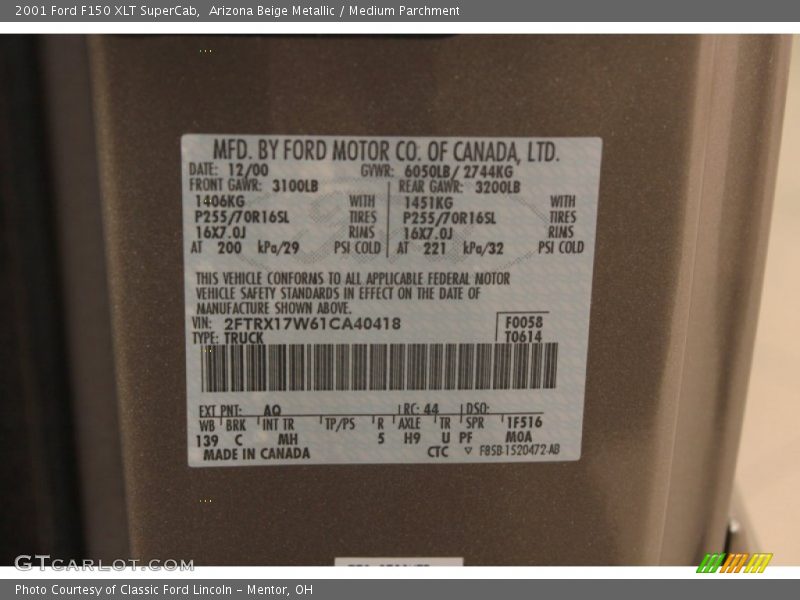 2001 Ford F150 XLT SuperCab,  Arizona Beige Metallic / Medium Parchment
MFD. BY FORD MOTOR CO. OF CANADA, LTD.
DATE: 12/00 GVWR: 6050LB/ 2744KG
FRONT GAWR: 3100LB REAR GAWR: 3200LB
1406KG WITH 1451KG WITH
P255/70R16SL TIRES P255/70R16SL TIRES
16X7.0J RIMS 16X7.0J RIMS
AT 200 kPa/29 PSI COLD AT 221 kPa/32 PSI COLD
THIS VEHICLE CONFORMS TO ALL APPLICABLE FEDERAL MOTOR
VEHICLE SAFETY STANDARDS IN EFFECT ON THE DATE OF
MANUFACTURE SHOWN ABOVE.
VIN: 2FTRX17W61CA40418 F0058
TYPE: TRUCK T0614
EXT PNT: AQ RC: 44 DSO:
WB BRK INT TR TP/PS R AXLE TR SPR 1F516
139 C MH 5 H9 U PF M0A
MADE IN CANADA CTC F85B-1520472-AB
GTCARLOT.COM
Photo Courtesy of Classic Ford Lincoln - Mentor, OH